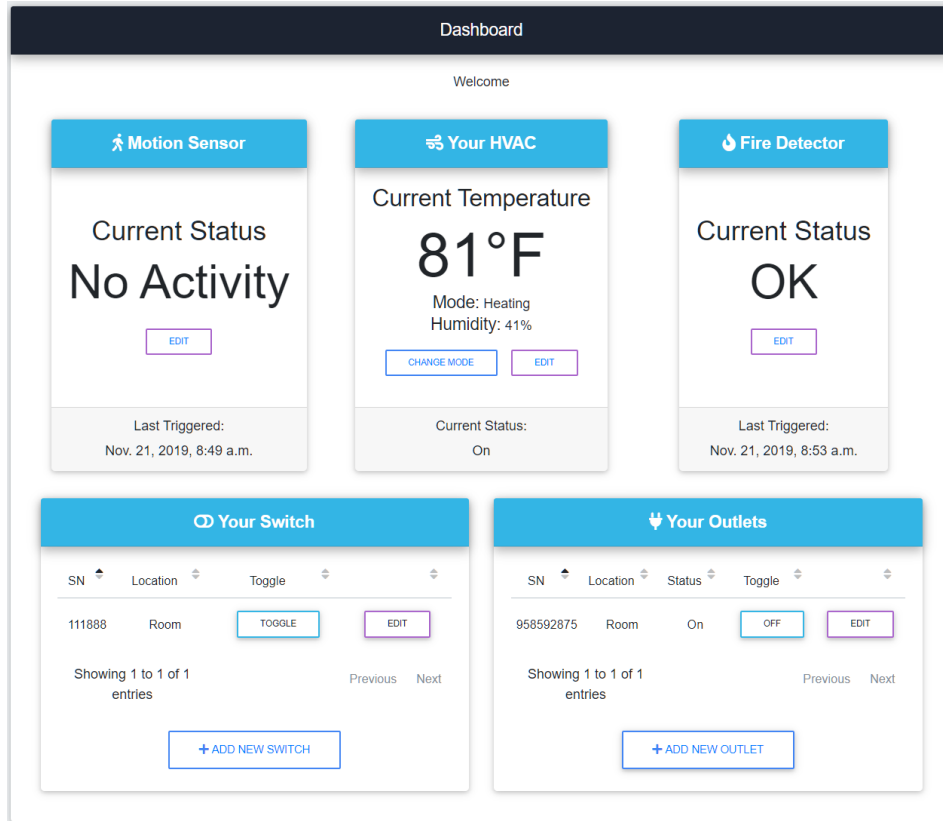 Dashboard
Welcome
Motion Sensor
Current Status
No Activity
EDIT
Last Triggered:
Nov. 21, 2019, 8:49 a.m.
Your HVAC
Current Temperature
81°F
Mode: Heating
Humidity: 41%
CHANGE MODE EDIT
Current Status:
On
Fire Detector
Current Status
OK
EDIT
Last Triggered:
Nov. 21, 2019, 8:53 a.m.
Your Switch
SN Location Toggle
111888 Room TOGGLE EDIT
Showing 1 to 1 of 1
entries
Previous Next
+ ADD NEW SWITCH
Your Outlets
SN Location Status Toggle
958592875 Room On OFF EDIT
Showing 1 to 1 of 1
entries
Previous Next
+ ADD NEW OUTLET